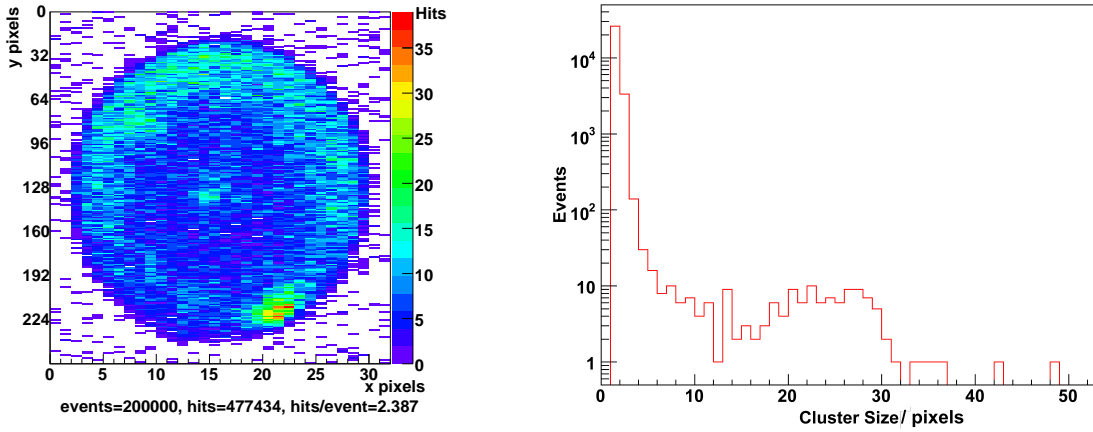 Hits
y pixels
0
32
64
96
128
160
192
224
35
30
25
20
15
10
5
0
0 5 10 15 20 25 30
x pixels
events=200000, hits=477434, hits/event=2.387
Events
10^4
10^3
10^2
10
1
0 10 20 30 40 50
Cluster Size/ pixels